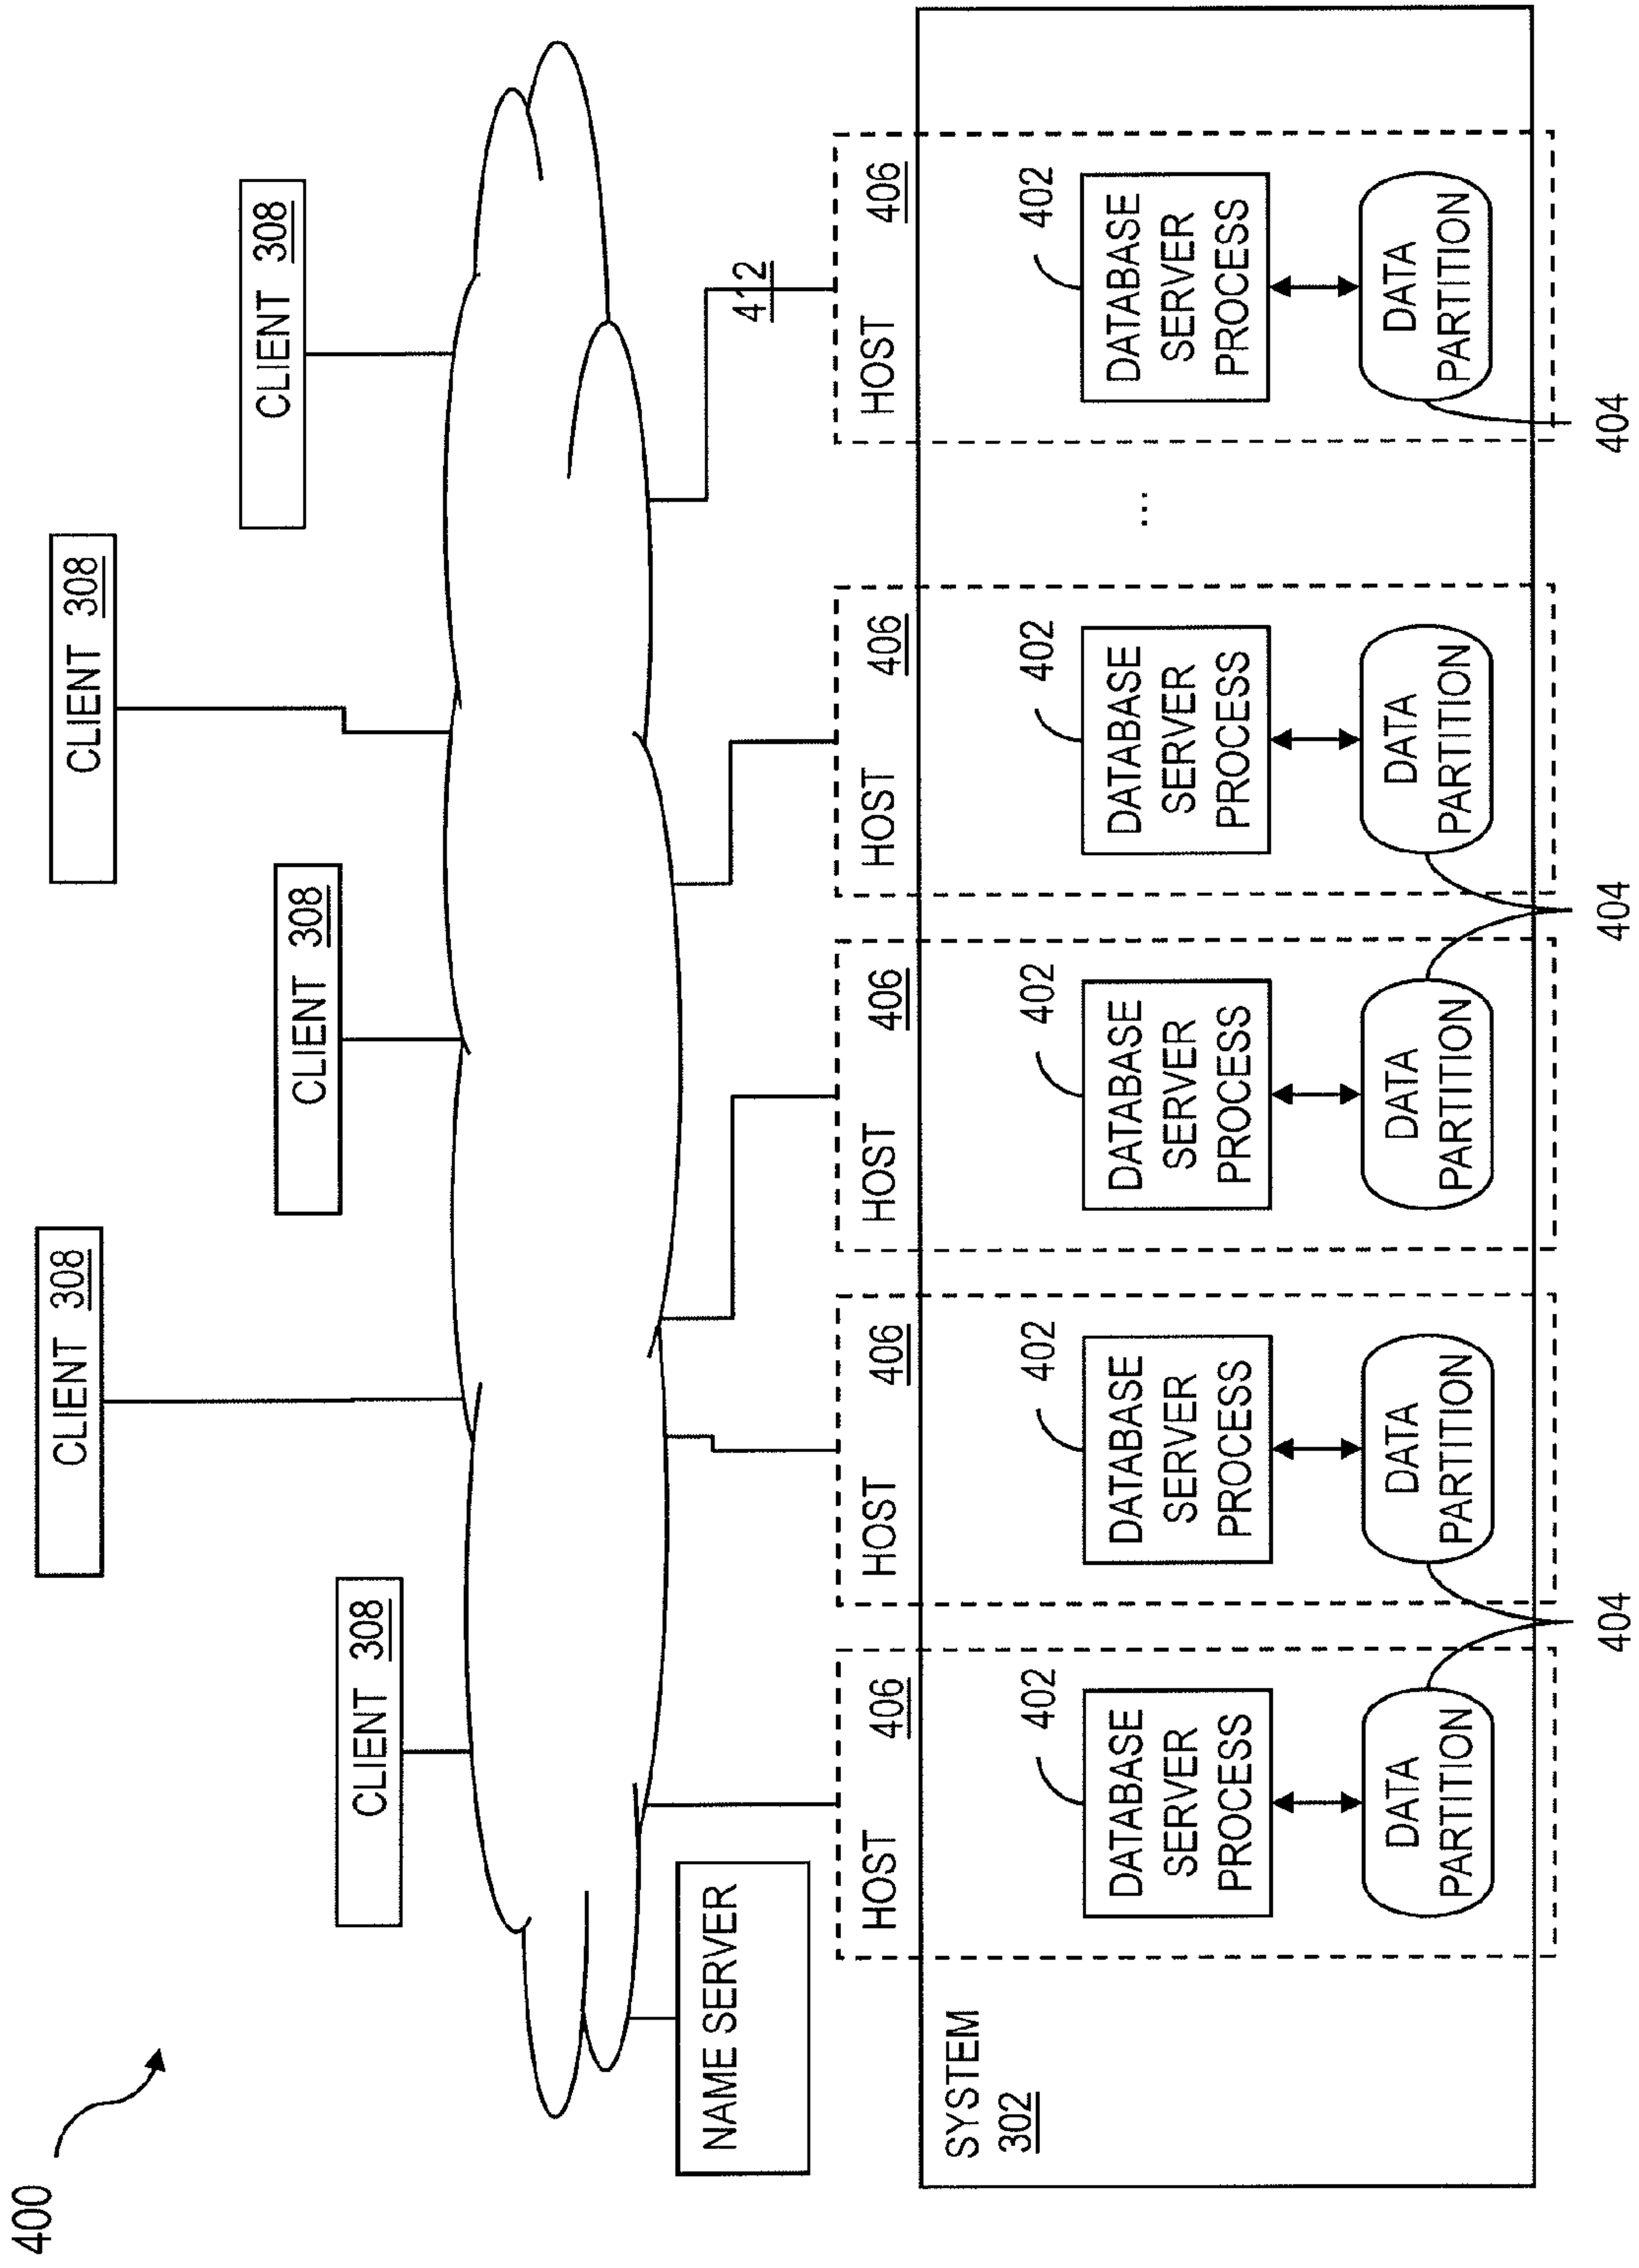 400
CLIENT 308
CLIENT 308
CLIENT 308
CLIENT 308
CLIENT 308
NAME SERVER
412
HOST 406
HOST 406
HOST 406
HOST 406
HOST 406
SYSTEM
302
402
402
402
402
402
DATABASE
SERVER
PROCESS
DATABASE
SERVER
PROCESS
DATABASE
SERVER
PROCESS
DATABASE
SERVER
PROCESS
...
DATABASE
SERVER
PROCESS
DATA
PARTITION
DATA
PARTITION
DATA
PARTITION
DATA
PARTITION
DATA
PARTITION
404
404
404